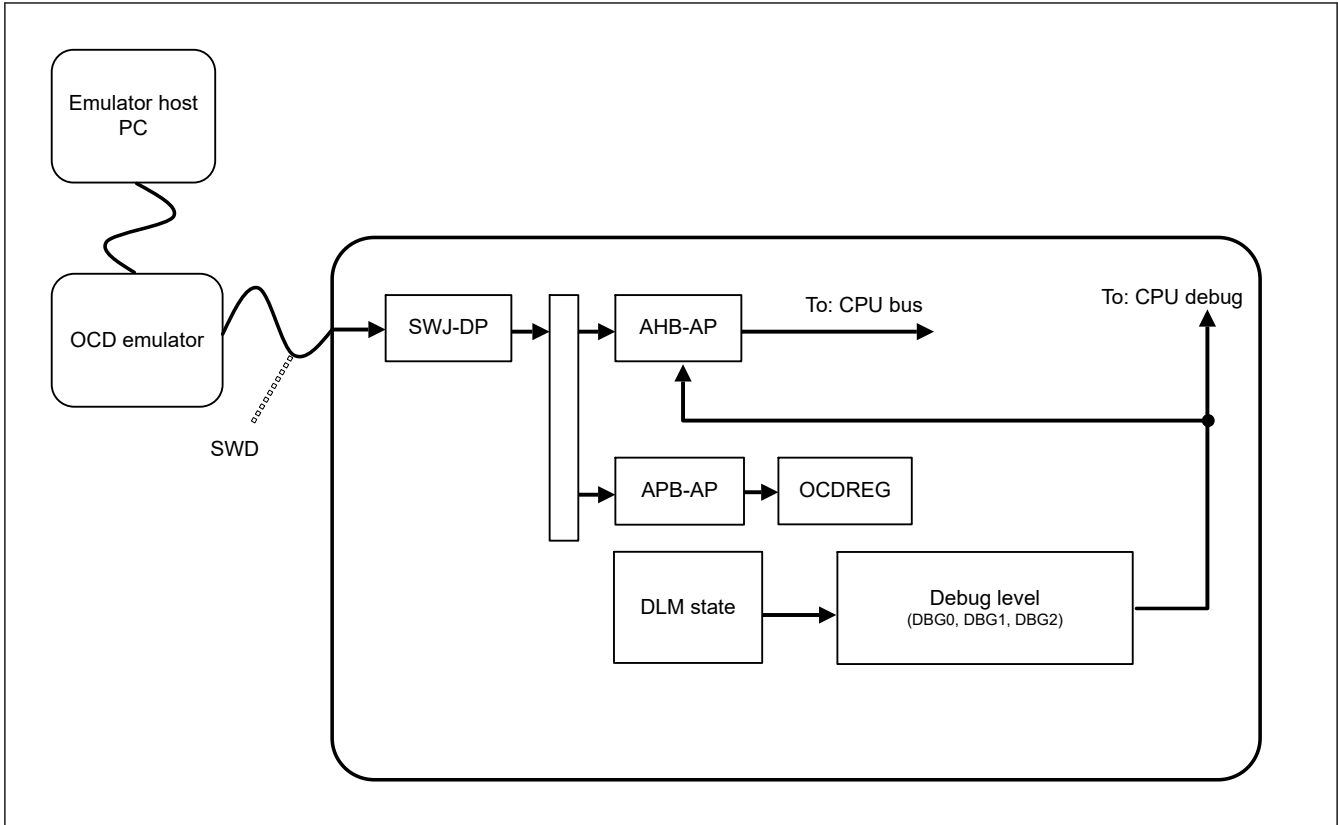 Emulator host
PC
OCD emulator
SWD
SWJ-DP
AHB-AP
To: CPU bus
To: CPU debug
APB-AP
OCDREG
DLM state
Debug level
(DBG0, DBG1, DBG2)